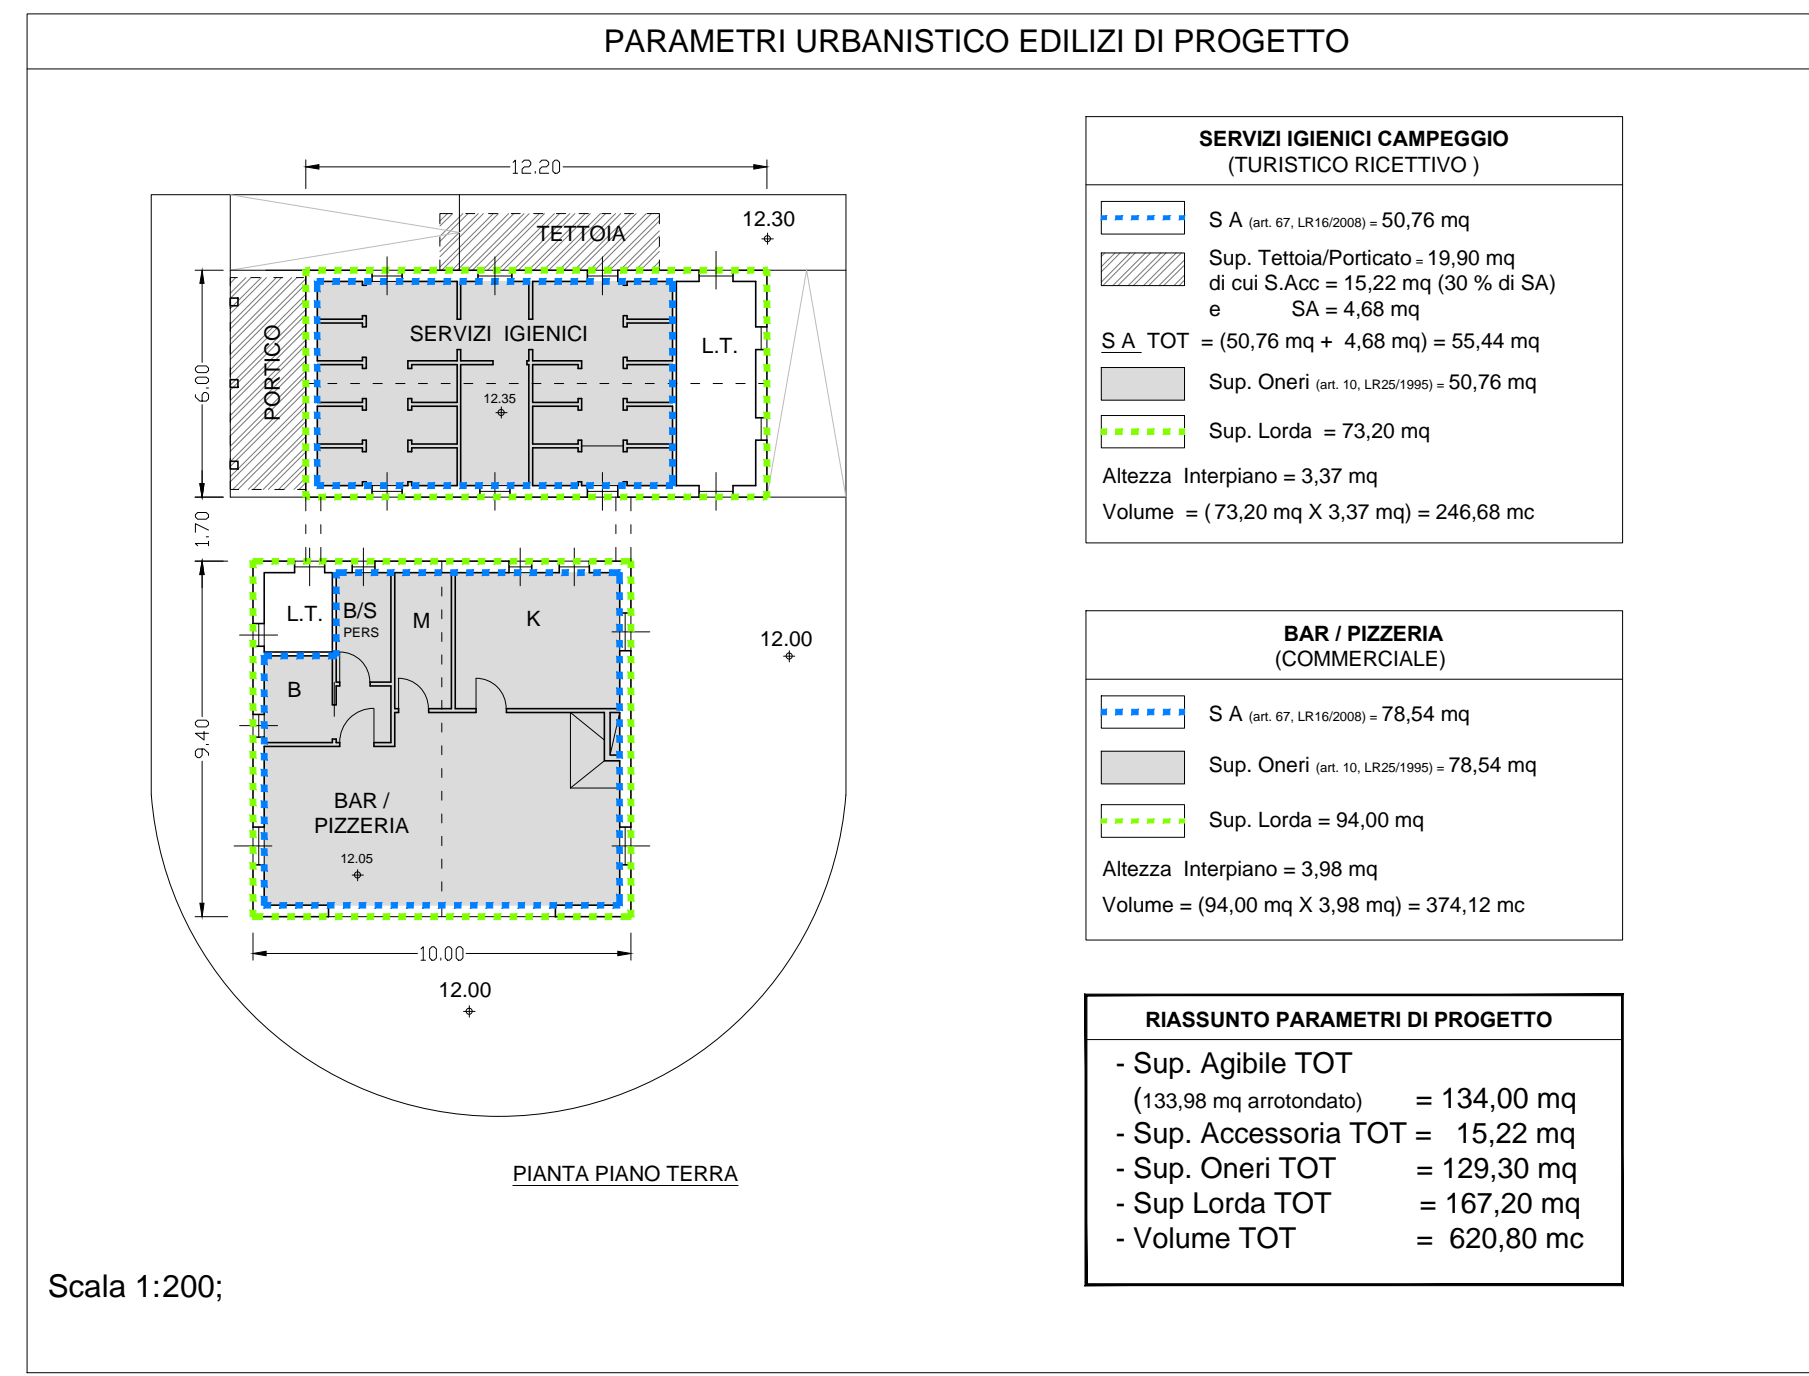 PARAMETRI URBANISTICO EDILIZI DI PROGETTO
12.20
12.30
TETTOIA
PORTICO
SERVIZI IGIENICI
L.T.
12.35
6.00
1.70
9.40
L.T.
B/S
PERS
M
K
B
12.00
BAR /
PIZZERIA
12.05
10.00
12.00
PIANTA PIANO TERRA
Scala 1:200;
SERVIZI IGIENICI CAMPEGGIO
(TURISTICO RICETTIVO )
S A (art. 67, LR16/2008) = 50,76 mq
Sup. Tettoia/Porticato = 19,90 mq
di cui S.Acc = 15,22 mq (30 % di SA)
e SA = 4,68 mq
S A TOT = (50,76 mq + 4,68 mq) = 55,44 mq
Sup. Oneri (art. 10, LR25/1995) = 50,76 mq
Sup. Lorda = 73,20 mq
Altezza Interpiano = 3,37 mq
Volume = ( 73,20 mq X 3,37 mq) = 246,68 mc
BAR / PIZZERIA
(COMMERCIALE)
S A (art. 67, LR16/2008) = 78,54 mq
Sup. Oneri (art. 10, LR25/1995) = 78,54 mq
Sup. Lorda = 94,00 mq
Altezza Interpiano = 3,98 mq
Volume = (94,00 mq X 3,98 mq) = 374,12 mc
RIASSUNTO PARAMETRI DI PROGETTO
- Sup. Agibile TOT
(133,98 mq arrotondato) = 134,00 mq
- Sup. Accessoria TOT = 15,22 mq
- Sup. Oneri TOT = 129,30 mq
- Sup Lorda TOT = 167,20 mq
- Volume TOT = 620,80 mc